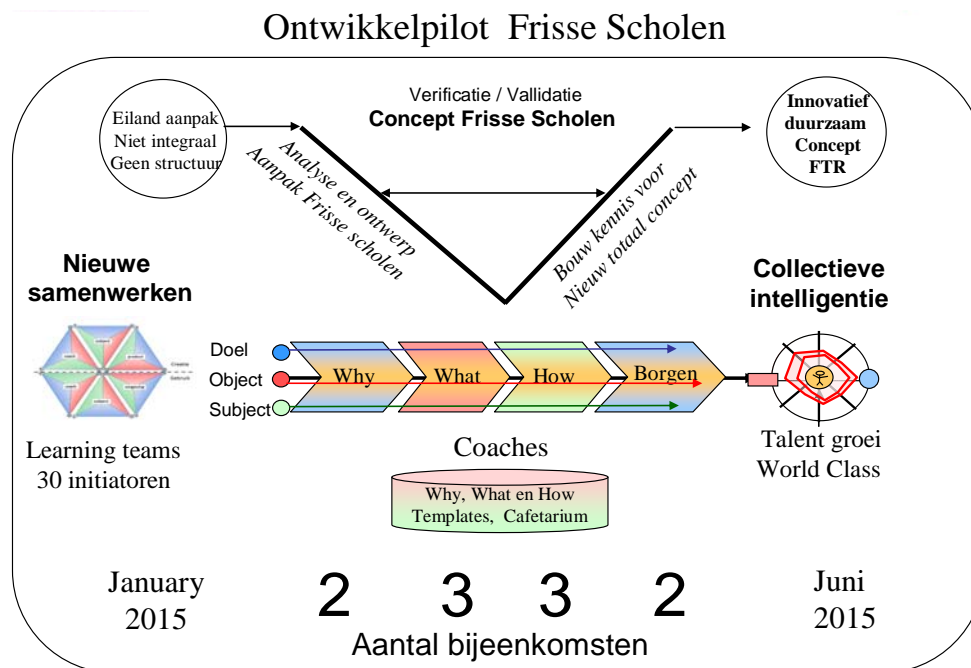 Ontwikkelpilot Frisse Scholen
Eiland aanpak
Niet integraal
Geen structuur
Verificatie / Vallidatie
Concept Frisse Scholen
Innovatief
duurzaam
Concept
FTR
Analyse en ontwerp
Aanpak Frisse scholen
Bouw kennis voor
Nieuw totaal concept
Nieuwe
samenwerken
Collectieve
intelligentie
Doel
Object
Subject
Why
What
How
Borgen
Learning teams
30 initiatoren
Coaches
Why, What en How
Templates, Cafetarium
Talent groei
World Class
January
2015
2 3 3 2
Juni
2015
Aantal bijeenkomsten